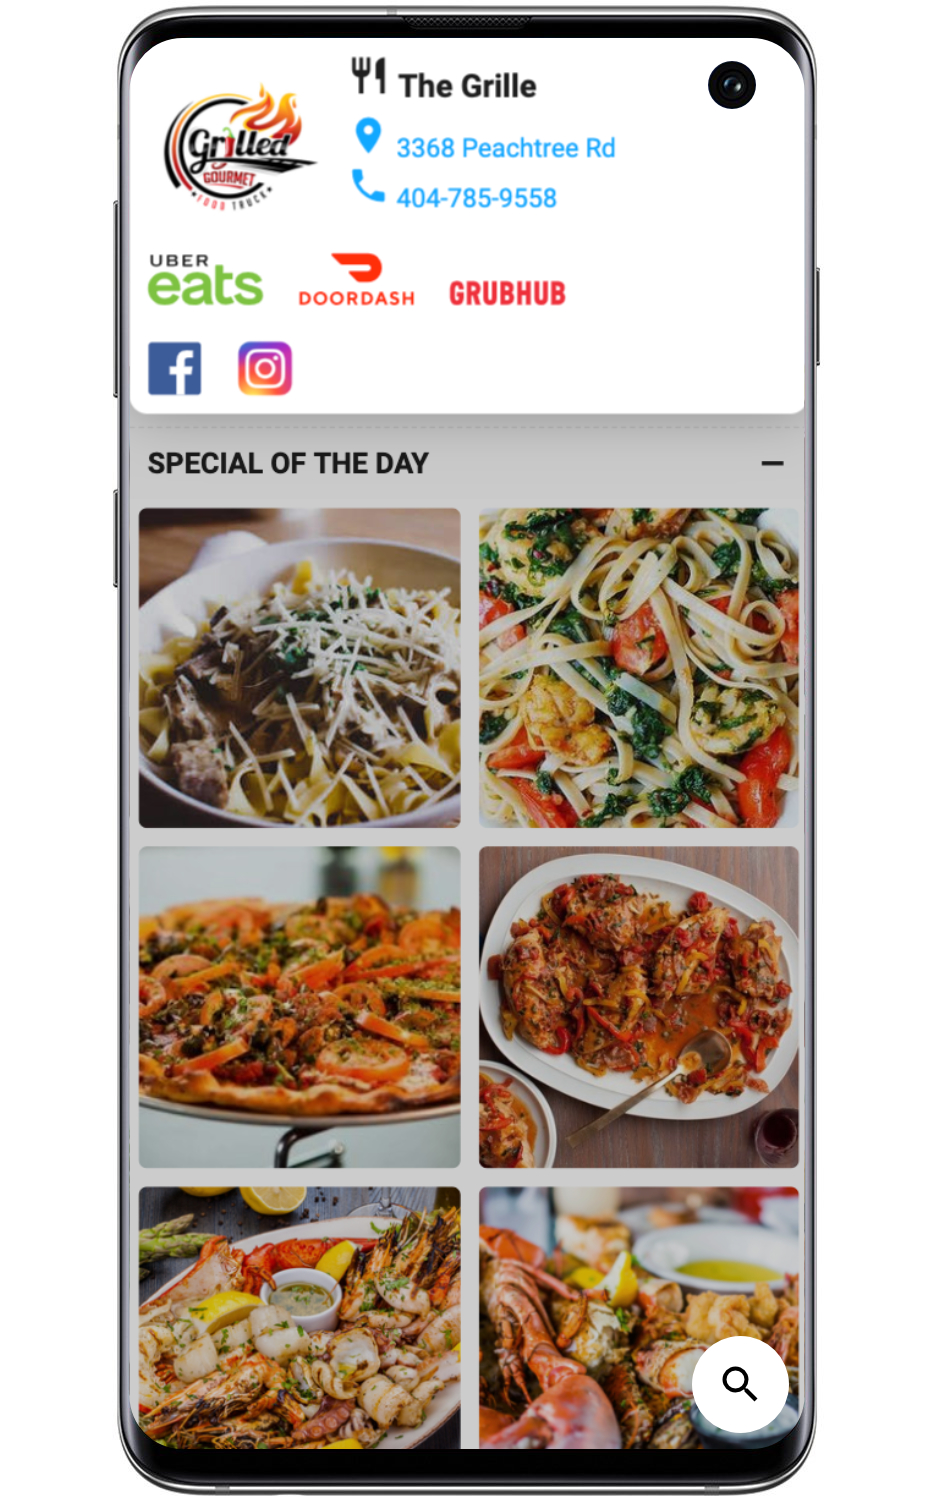 The Grille
Grilled
GOURMET
FOOD TRUCK
3368 Peachtree Rd
404-785-9558
UBER
eats
DOORDASH
GRUBHUB
SPECIAL OF THE DAY